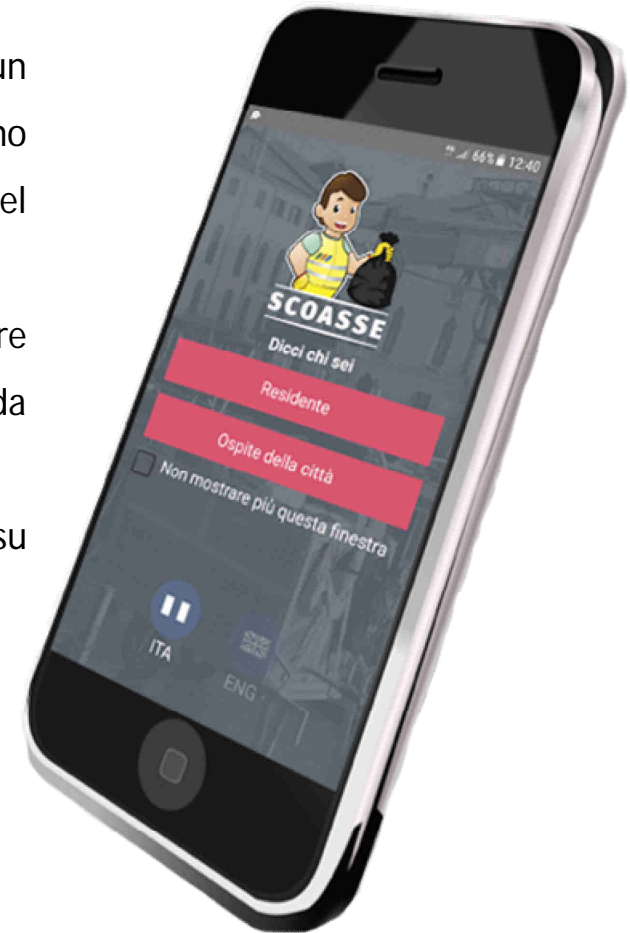 un
no
el
re
da
su
66% 12:40
SCOASSE
Dicci chi sei
Residente
Ospite della città
Non mostrare più questa finestra
ITA
ENG